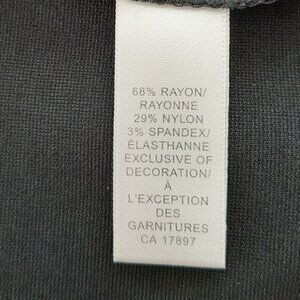 68% RAYON/
RAYONNE
29% NYLON
3% SPANDEX/
ÉLASTHANNE
EXCLUSIVE OF
DECORATION/
À
L'EXCEPTION
DES
GARNITURES
CA 17897